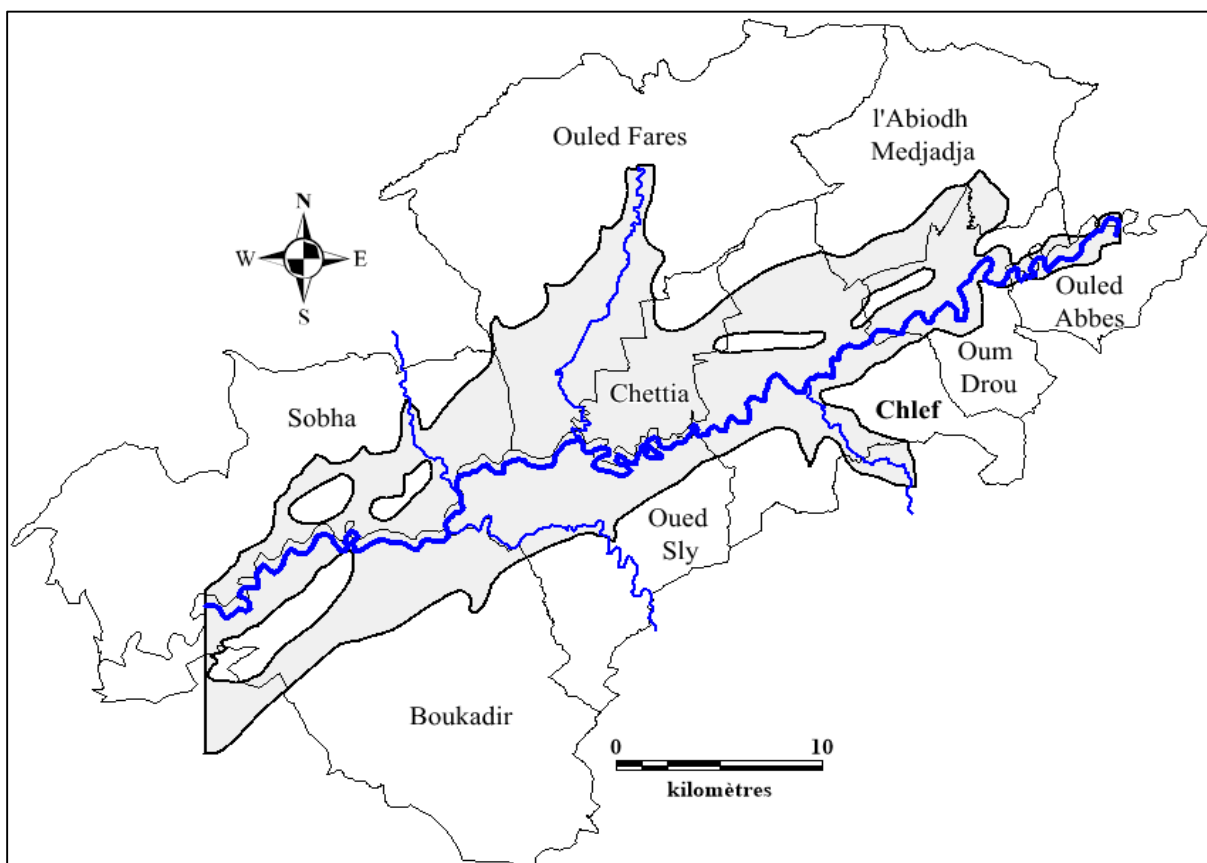 l'Abiodh
Medjadja
Ouled Fares
N
W
E
S
Ouled
Abbes
Oum
Drou
Chettia
Chlef
Sobha
Oued
Sly
Boukadir
0
10
kilomètres